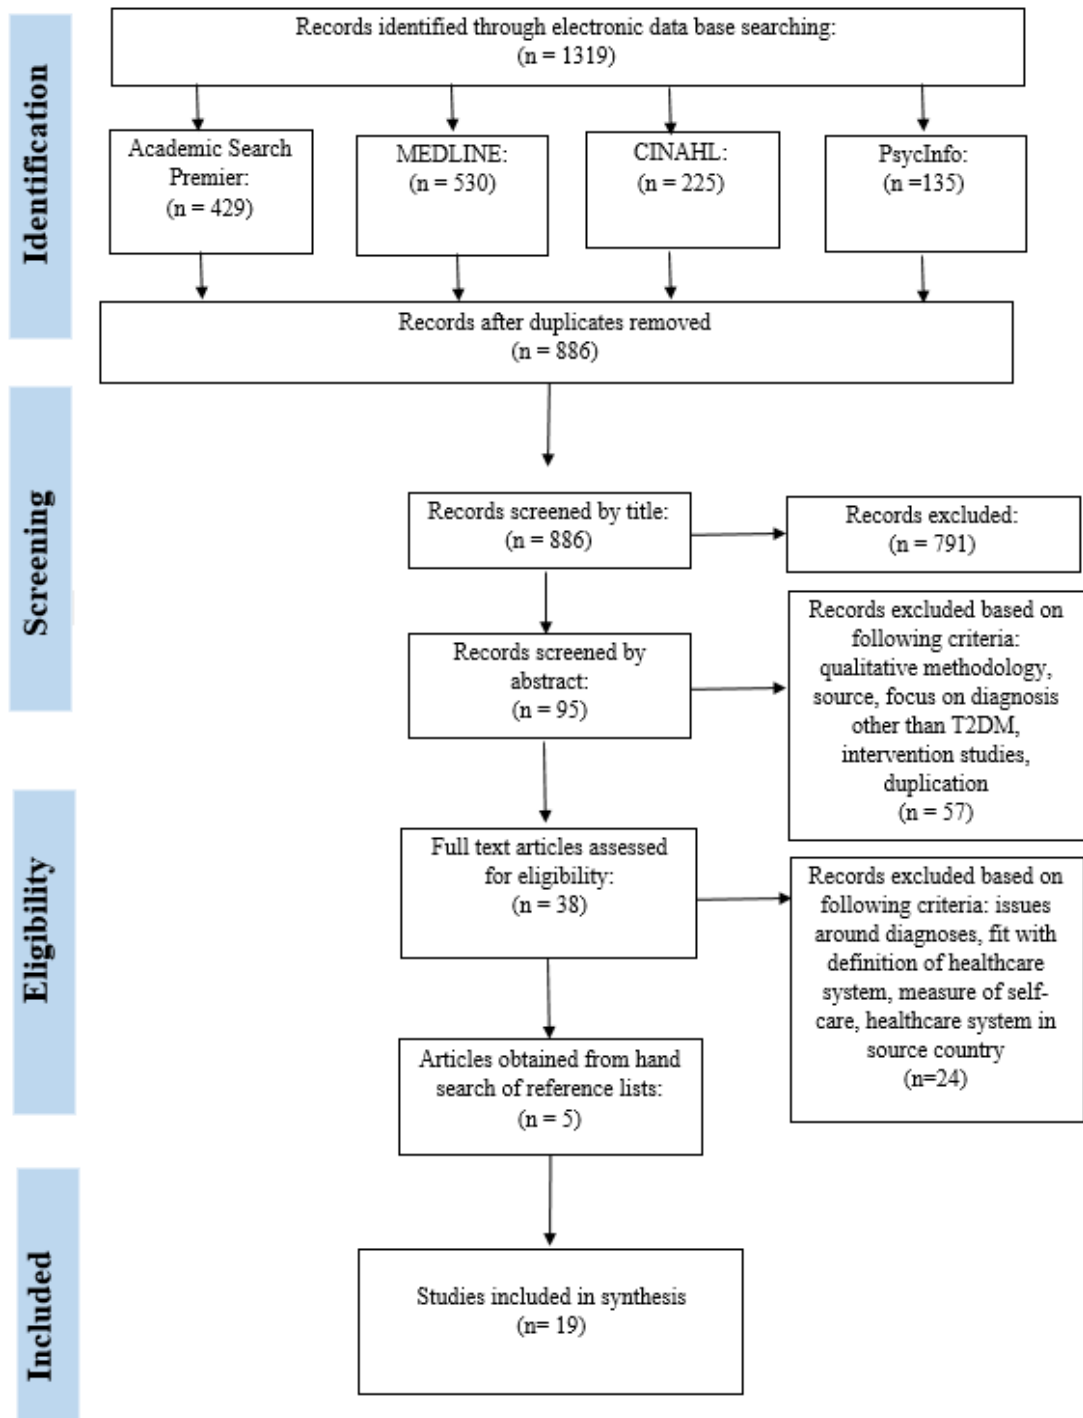 Identification
Records identified through electronic data base searching:
(n = 1319)
Academic Search
Premier:
(n = 429)
MEDLINE:
(n = 530)
CINAHL:
(n = 225)
PsycInfo:
(n =135)
Records after duplicates removed
(n = 886)
Screening
Records screened by title:
(n = 886)
Records excluded:
(n = 791)
Records screened by
abstract:
(n = 95)
Records excluded based on
following criteria:
qualitative methodology,
source, focus on diagnosis
other than T2DM,
intervention studies,
duplication
(n = 57)
Eligibility
Full text articles assessed
for eligibility:
(n = 38)
Records excluded based on
following criteria: issues
around diagnoses, fit with
definition of healthcare
system, measure of self-
care, healthcare system in
source country
(n=24)
Articles obtained from hand
search of reference lists:
(n = 5)
Included
Studies included in synthesis
(n= 19)